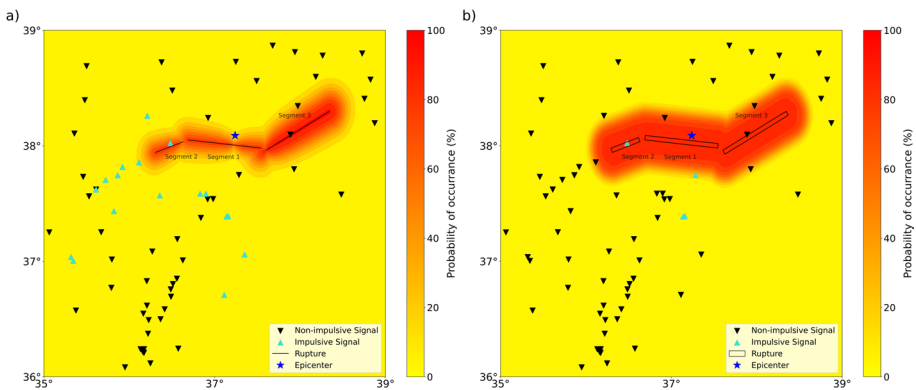 a)
39°
38°
37°
36°
35°
37°
39°
Segment 3
Segment 2
Segment 1
Non-impulsive Signal
Impulsive Signal
Rupture
Epicenter
100
80
60
40
20
0
Probability of occurrance (%)
b)
39°
38°
37°
36°
35°
37°
39°
Segment 3
Segment 2
Segment 1
Non-impulsive Signal
Impulsive Signal
Rupture
Epicenter
100
80
60
40
20
0
Probability of occurrance (%)